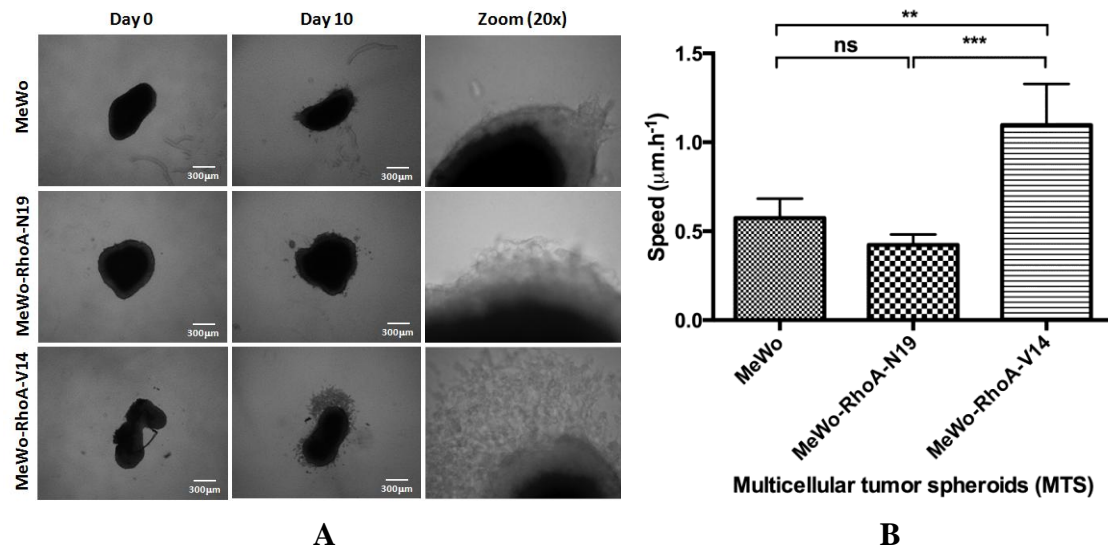 Day 0 Day 10 Zoom (20x)
MeWo
300μm 300μm
MeWo-RhoA-N19
300μm 300μm
MeWo-RhoA-V14
300μm 300μm
A
**
ns ***
1.5
1.0
0.5
0.0
Speed (μm.h⁻¹)
MeWo
MeWo-RhoA-N19
MeWo-RhoA-V14
Multicellular tumor spheroids (MTS)
B